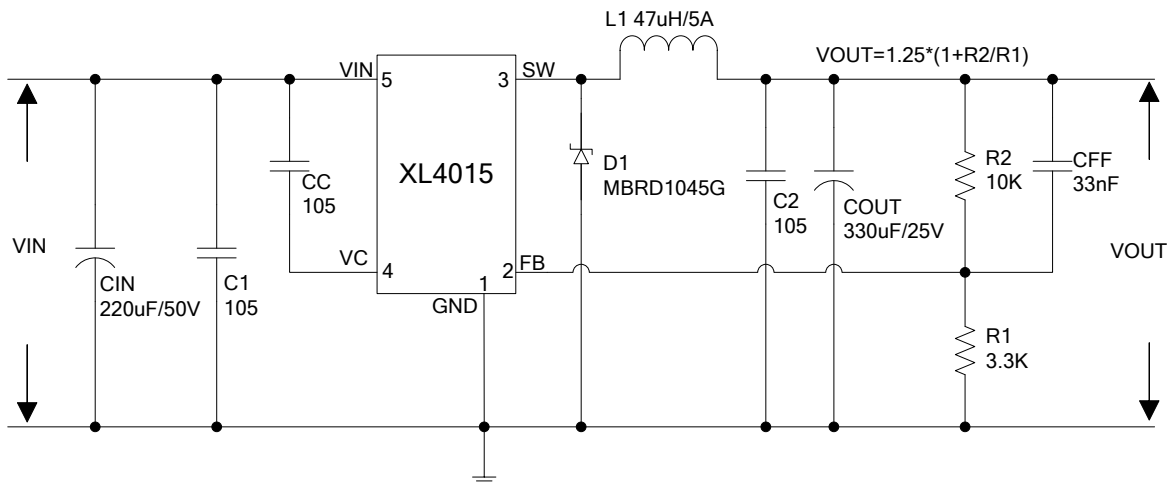 L1 47uH/5A
VOUT=1.25*(1+R2/R1)
VIN
5
3
SW
XL4015
CC
105
D1
MBRD1045G
R2
10K
CFF
33nF
C2
105
COUT
330uF/25V
VIN
VC
4
2
FB
VOUT
CIN
220uF/50V
C1
105
1
GND
R1
3.3K